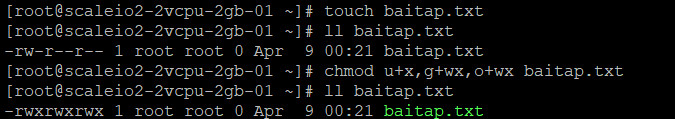 [root@scaleio2-2vcpu-2gb-01 ~]# touch baitap.txt
[root@scaleio2-2vcpu-2gb-01 ~]# ll baitap.txt
-rw-r--r-- 1 root root 0 Apr  9 00:21 baitap.txt
[root@scaleio2-2vcpu-2gb-01 ~]# chmod u+x,g+wx,o+wx baitap.txt
[root@scaleio2-2vcpu-2gb-01 ~]# ll baitap.txt
-rwxrwxrwx 1 root root 0 Apr  9 00:21 baitap.txt